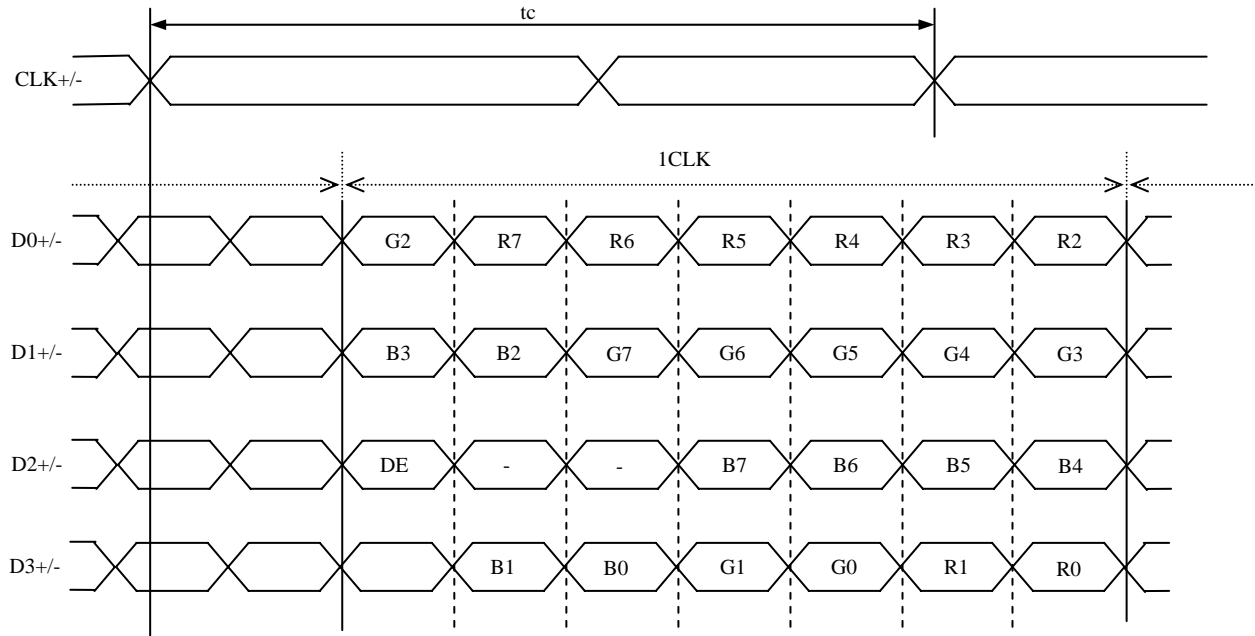 tc
CLK+/-
1CLK
D0+/- G2 R7 R6 R5 R4 R3 R2
D1+/- B3 B2 G7 G6 G5 G4 G3
D2+/- DE - - B7 B6 B5 B4
D3+/- B1 B0 G1 G0 R1 R0